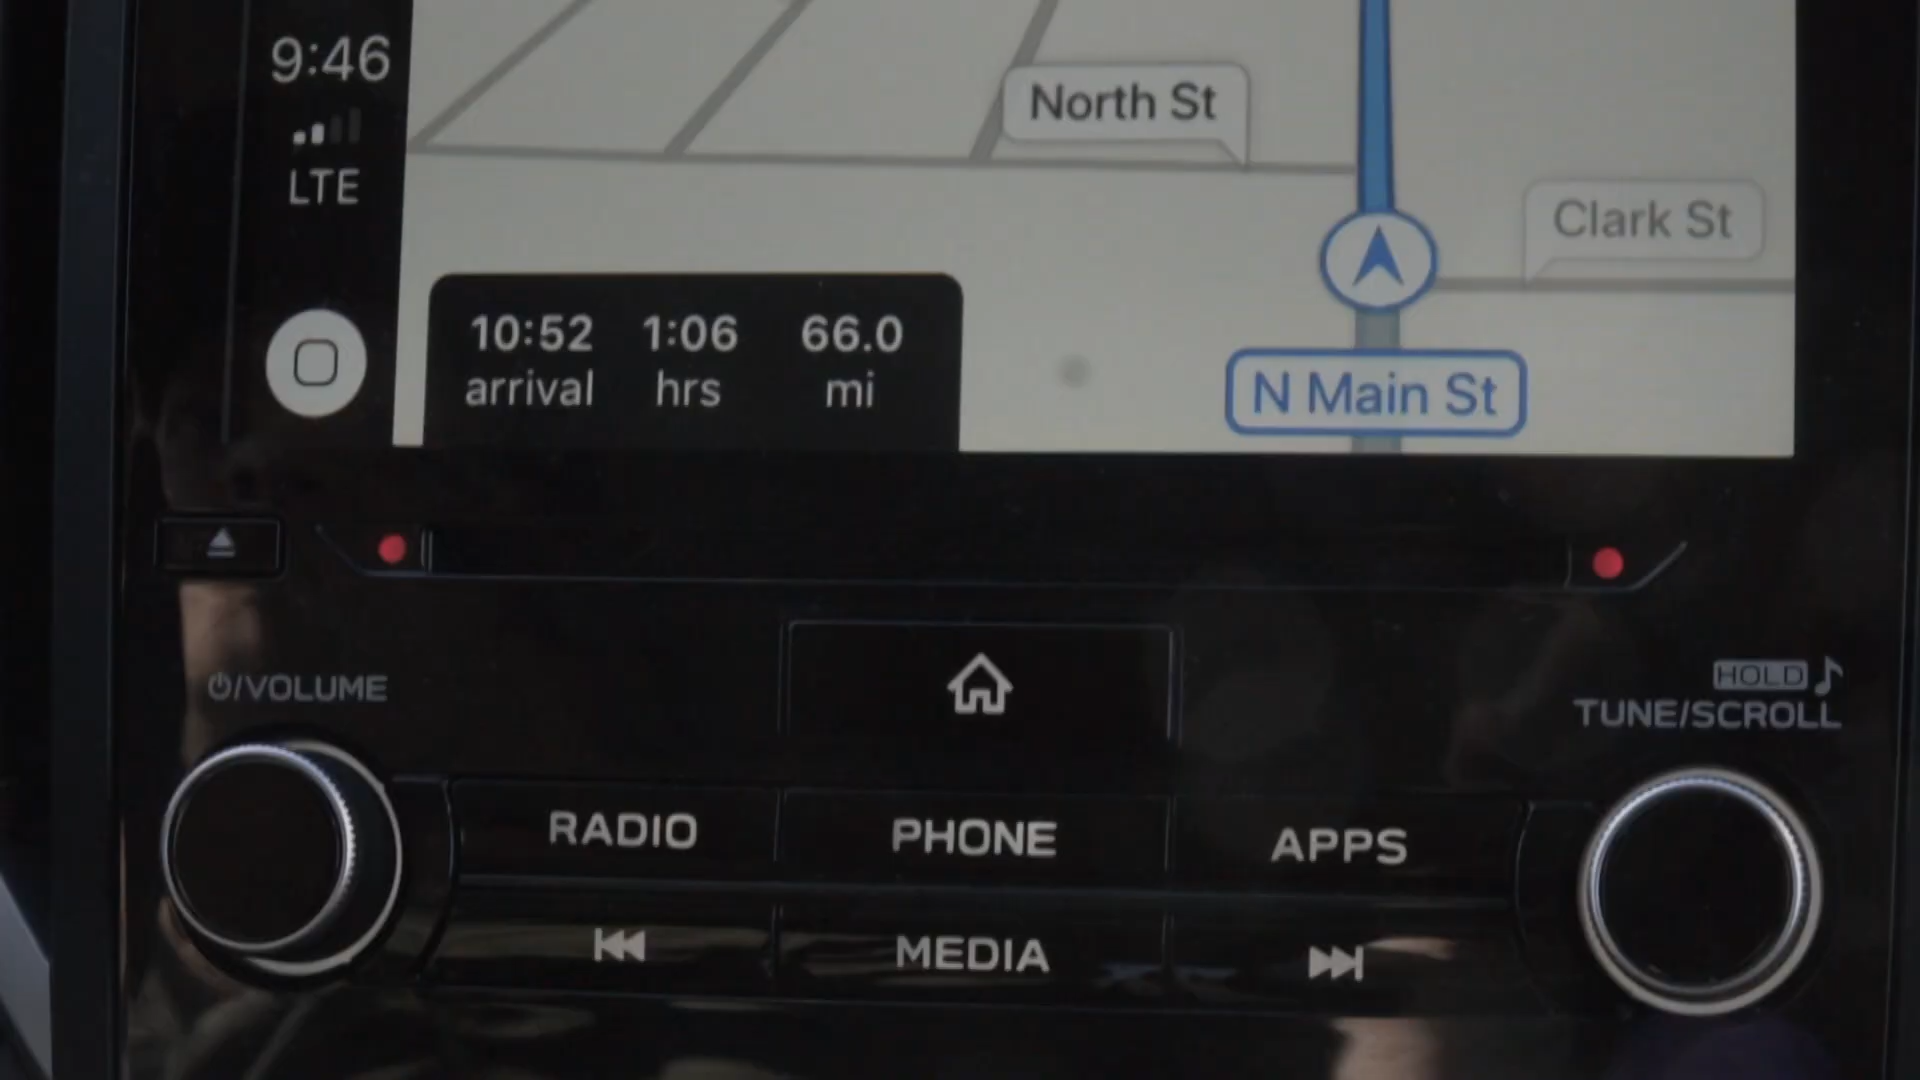 9:46
LTE
North St
Clark St
10:52 1:06 66.0
arrival hrs mi
N Main St
/VOLUME
HOLD
TUNE/SCROLL
RADIO PHONE APPS
MEDIA